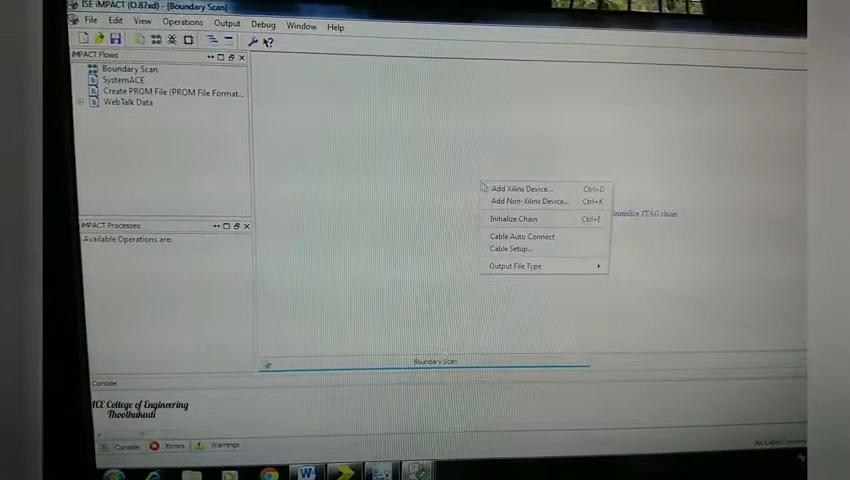 ISE iMPACT (O.87xd) - [Boundary Scan]
File Edit View Operations Output Debug Window Help
iMPACT Flows
Boundary Scan
SystemACE
Create PROM File (PROM File Format...
WebTalk Data
Add Xilinx Device... Ctrl+D
Add Non-Xilinx Device... Ctrl+K
Initialize Chain Ctrl+I
Cable Auto Connect
Cable Setup...
Output File Type
initialize JTAG chain
iMPACT Processes
Available Operations are:
Boundary Scan
Console
ICE College of Engineering
Thoothukudi
Console Errors Warnings
No Cable